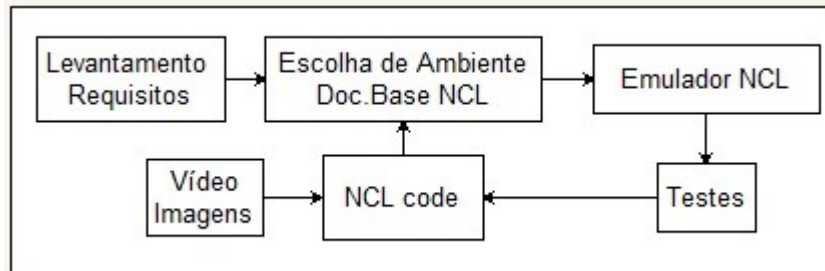 Levantamento
Requisitos
Escolha de Ambiente
Doc.Base NCL
Emulador NCL
Vídeo
Imagens
NCL code
Testes